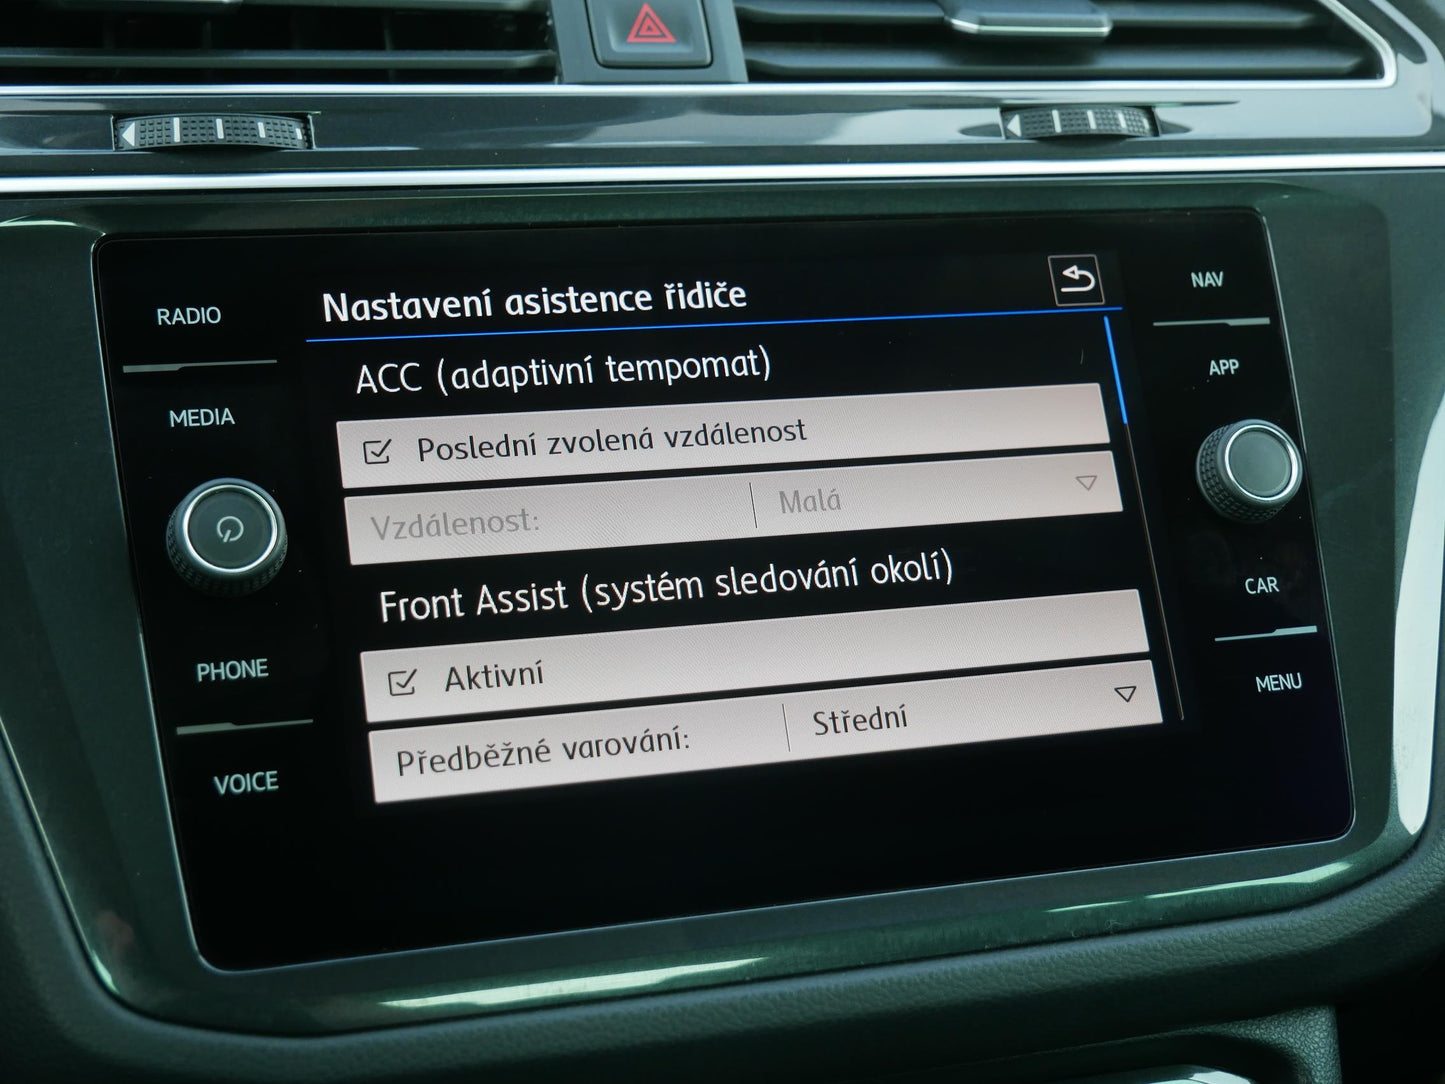 RADIO
MEDIA
PHONE
VOICE
Nastavení asistence řidiče
ACC (adaptivní tempomat)
Poslední zvolená vzdálenost
Vzdálenost: Malá
Front Assist (systém sledování okolí)
Aktivní
Předběžné varování: Střední
NAV
APP
CAR
MENU